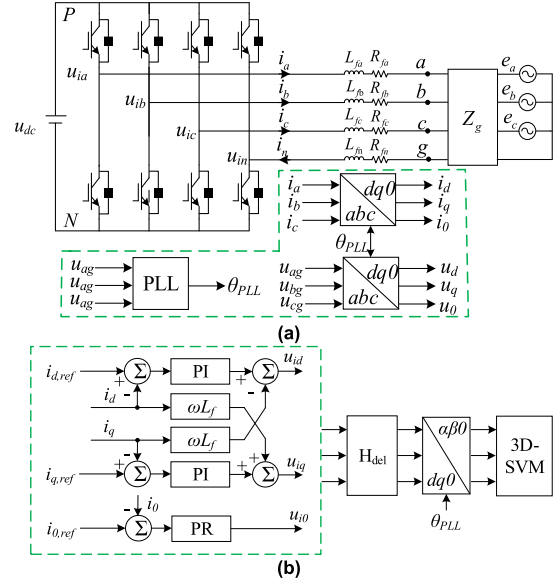 P
u_dc
N
u_ia
u_ib
u_ic
u_in
i_a
i_b
i_c
i_n
L_fa R_fa a
L_fb R_fb b
L_fc R_fc c
L_fn R_fn g
Z_g
e_a
e_b
e_c
i_a
i_b
i_c
dq0
abc
i_d
i_q
i_0
θ_PLL
u_ag
u_ag
u_ag
PLL
θ_PLL
u_ag
u_bg
u_cg
dq0
abc
u_d
u_q
u_0
(a)
i_d,ref + Σ PI + Σ u_id
- -
i_d ωL_f
i_q ωL_f
- +
i_q,ref + Σ PI + Σ u_iq
- i_0
i_0,ref Σ PR u_i0
H_del
αβ0
dq0
θ_PLL
3D-
SVM
(b)